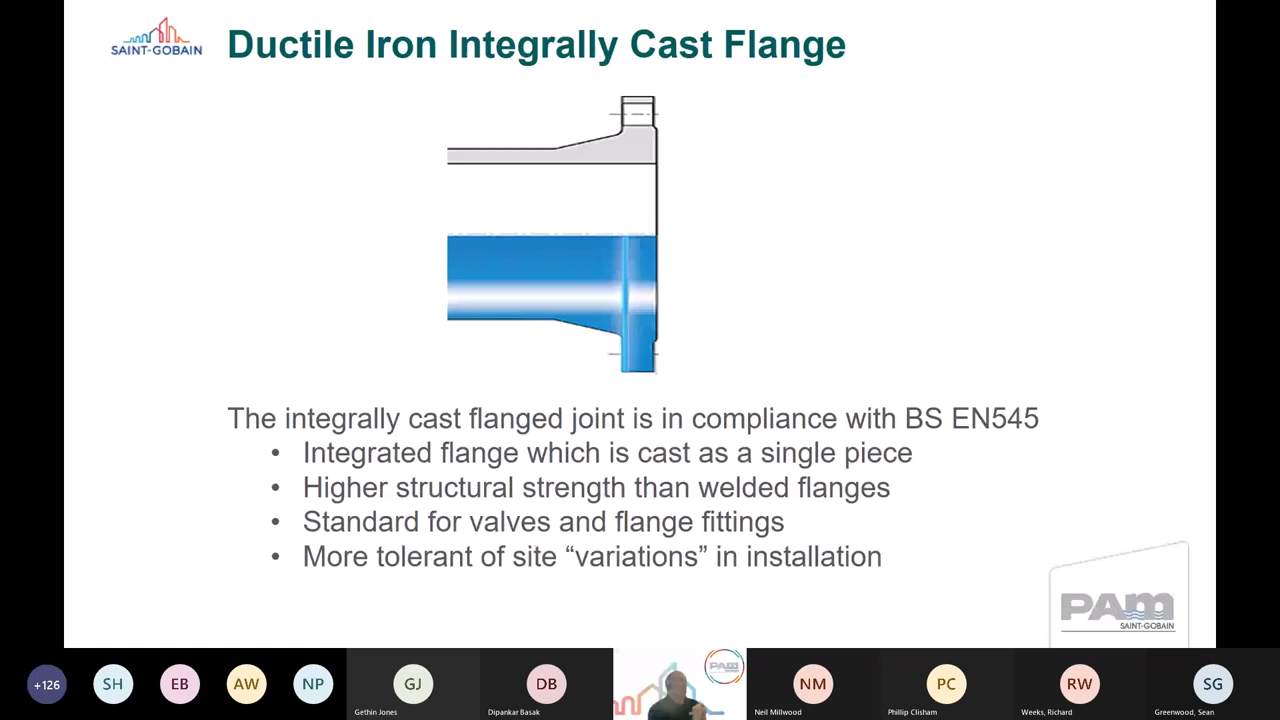 SAINT-GOBAIN
Ductile Iron Integrally Cast Flange
The integrally cast flanged joint is in compliance with BS EN545
• Integrated flange which is cast as a single piece
• Higher structural strength than welded flanges
• Standard for valves and flange fittings
• More tolerant of site “variations” in installation
PAM
SAINT-GOBAIN
+126
SH
EB
AW
NP
GJ
Gethin Jones
DB
Dipankar Basak
PAM
NM
Neil Millwood
PC
Phillip Clisham
RW
Weeks, Richard
SG
Greenwood, Sean